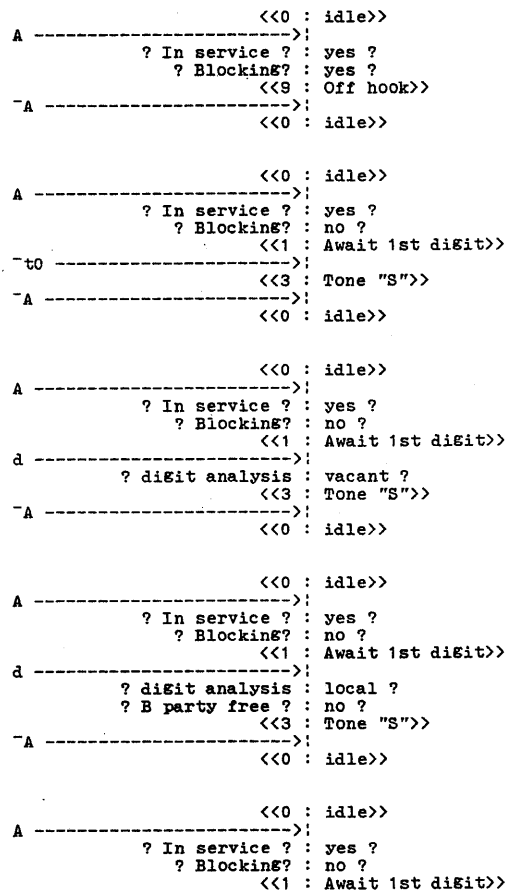 <<0 : idle>>
A ----------------------->¦
? In service ? : yes ?
? Blocking? : yes ?
<<9 : Off hook>>
¯A ----------------------->¦
<<0 : idle>>
<<0 : idle>>
A ----------------------->¦
? In service ? : yes ?
? Blocking? : no ?
<<1 : Await 1st digit>>
¯t0 ---------------------->¦
<<3 : Tone "S">>
¯A ----------------------->¦
<<0 : idle>>
<<0 : idle>>
A ----------------------->¦
? In service ? : yes ?
? Blocking? : no ?
<<1 : Await 1st digit>>
d ----------------------->¦
? digit analysis : vacant ?
<<3 : Tone "S">>
¯A ----------------------->¦
<<0 : idle>>
<<0 : idle>>
A ----------------------->¦
? In service ? : yes ?
? Blocking? : no ?
<<1 : Await 1st digit>>
d ----------------------->¦
? digit analysis : local ?
? B party free ? : no ?
<<3 : Tone "S">>
¯A ----------------------->¦
<<0 : idle>>
<<0 : idle>>
A ----------------------->¦
? In service ? : yes ?
? Blocking? : no ?
<<1 : Await 1st digit>>